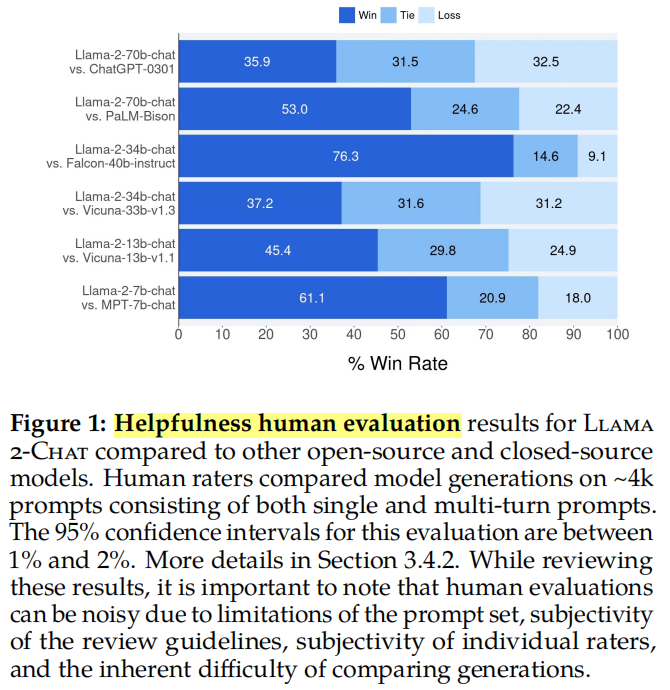 Win Tie Loss
Llama-2-70b-chat
vs. ChatGPT-0301
35.9 31.5 32.5
Llama-2-70b-chat
vs. PaLM-Bison
53.0 24.6 22.4
Llama-2-34b-chat
vs. Falcon-40b-instruct
76.3 14.6 9.1
Llama-2-34b-chat
vs. Vicuna-33b-v1.3
37.2 31.6 31.2
Llama-2-13b-chat
vs. Vicuna-13b-v1.1
45.4 29.8 24.9
Llama-2-7b-chat
vs. MPT-7b-chat
61.1 20.9 18.0
0 10 20 30 40 50 60 70 80 90 100
% Win Rate
Figure 1: Helpfulness human evaluation results for Llama
2-Chat compared to other open-source and closed-source
models. Human raters compared model generations on ~4k
prompts consisting of both single and multi-turn prompts.
The 95% confidence intervals for this evaluation are between
1% and 2%. More details in Section 3.4.2. While reviewing
these results, it is important to note that human evaluations
can be noisy due to limitations of the prompt set, subjectivity
of the review guidelines, subjectivity of individual raters,
and the inherent difficulty of comparing generations.